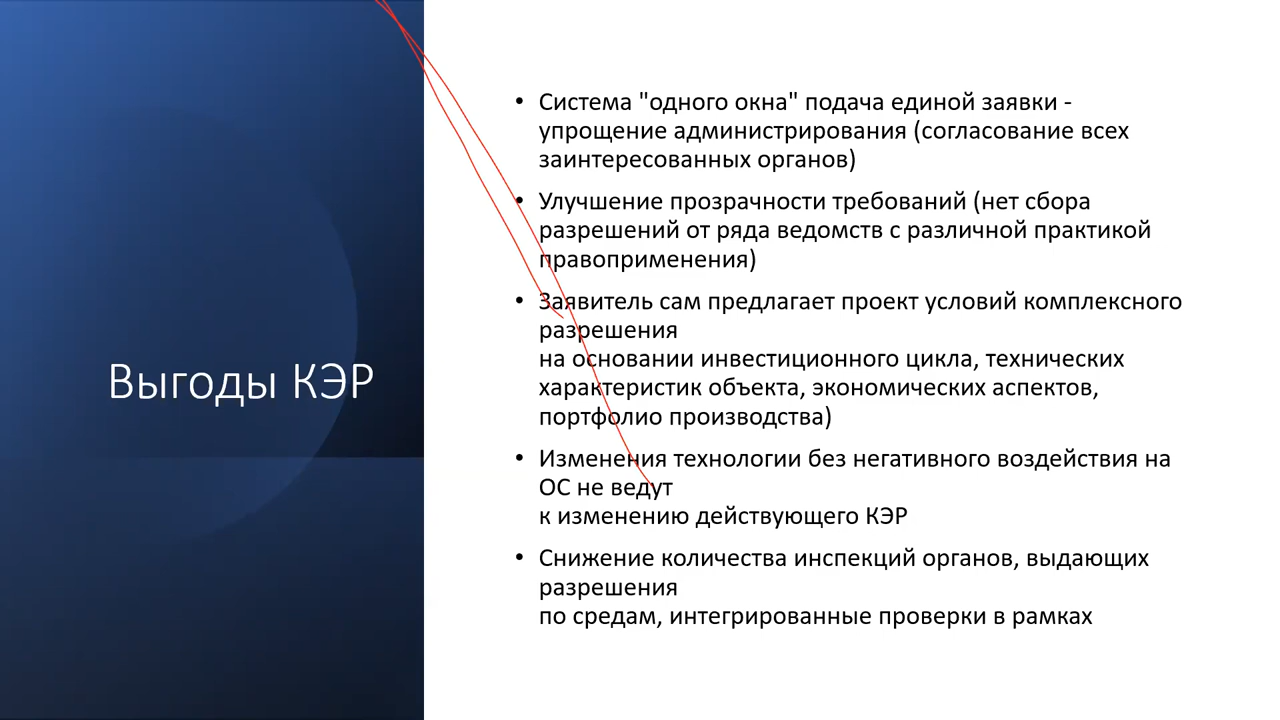 Выгоды КЭР
• Система "одного окна" подача единой заявки -
упрощение администрирования (согласование всех
заинтересованных органов)
• Улучшение прозрачности требований (нет сбора
разрешений от ряда ведомств с различной практикой
правоприменения)
• Заявитель сам предлагает проект условий комплексного
разрешения
на основании инвестиционного цикла, технических
характеристик объекта, экономических аспектов,
портфолио производства)
• Изменения технологии без негативного воздействия на
ОС не ведут
к изменению действующего КЭР
• Снижение количества инспекций органов, выдающих
разрешения
по средам, интегрированные проверки в рамках